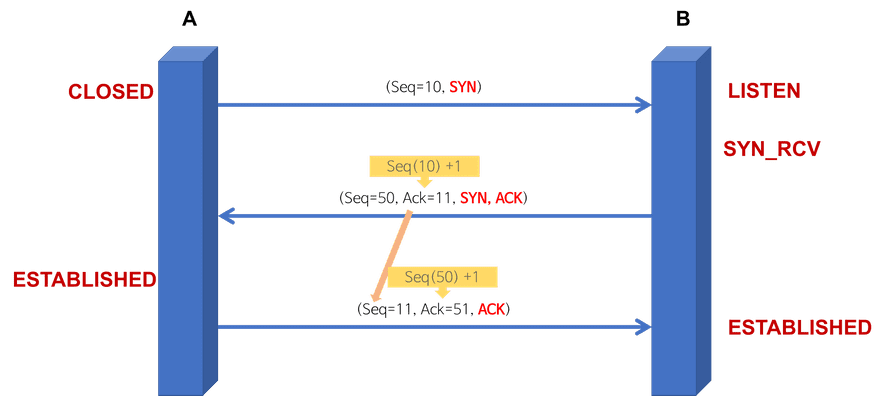 A
B
CLOSED
(Seq=10, SYN)
LISTEN
SYN_RCV
Seq(10) +1
(Seq=50, Ack=11, SYN, ACK)
ESTABLISHED
Seq(50) +1
(Seq=11, Ack=51, ACK)
ESTABLISHED